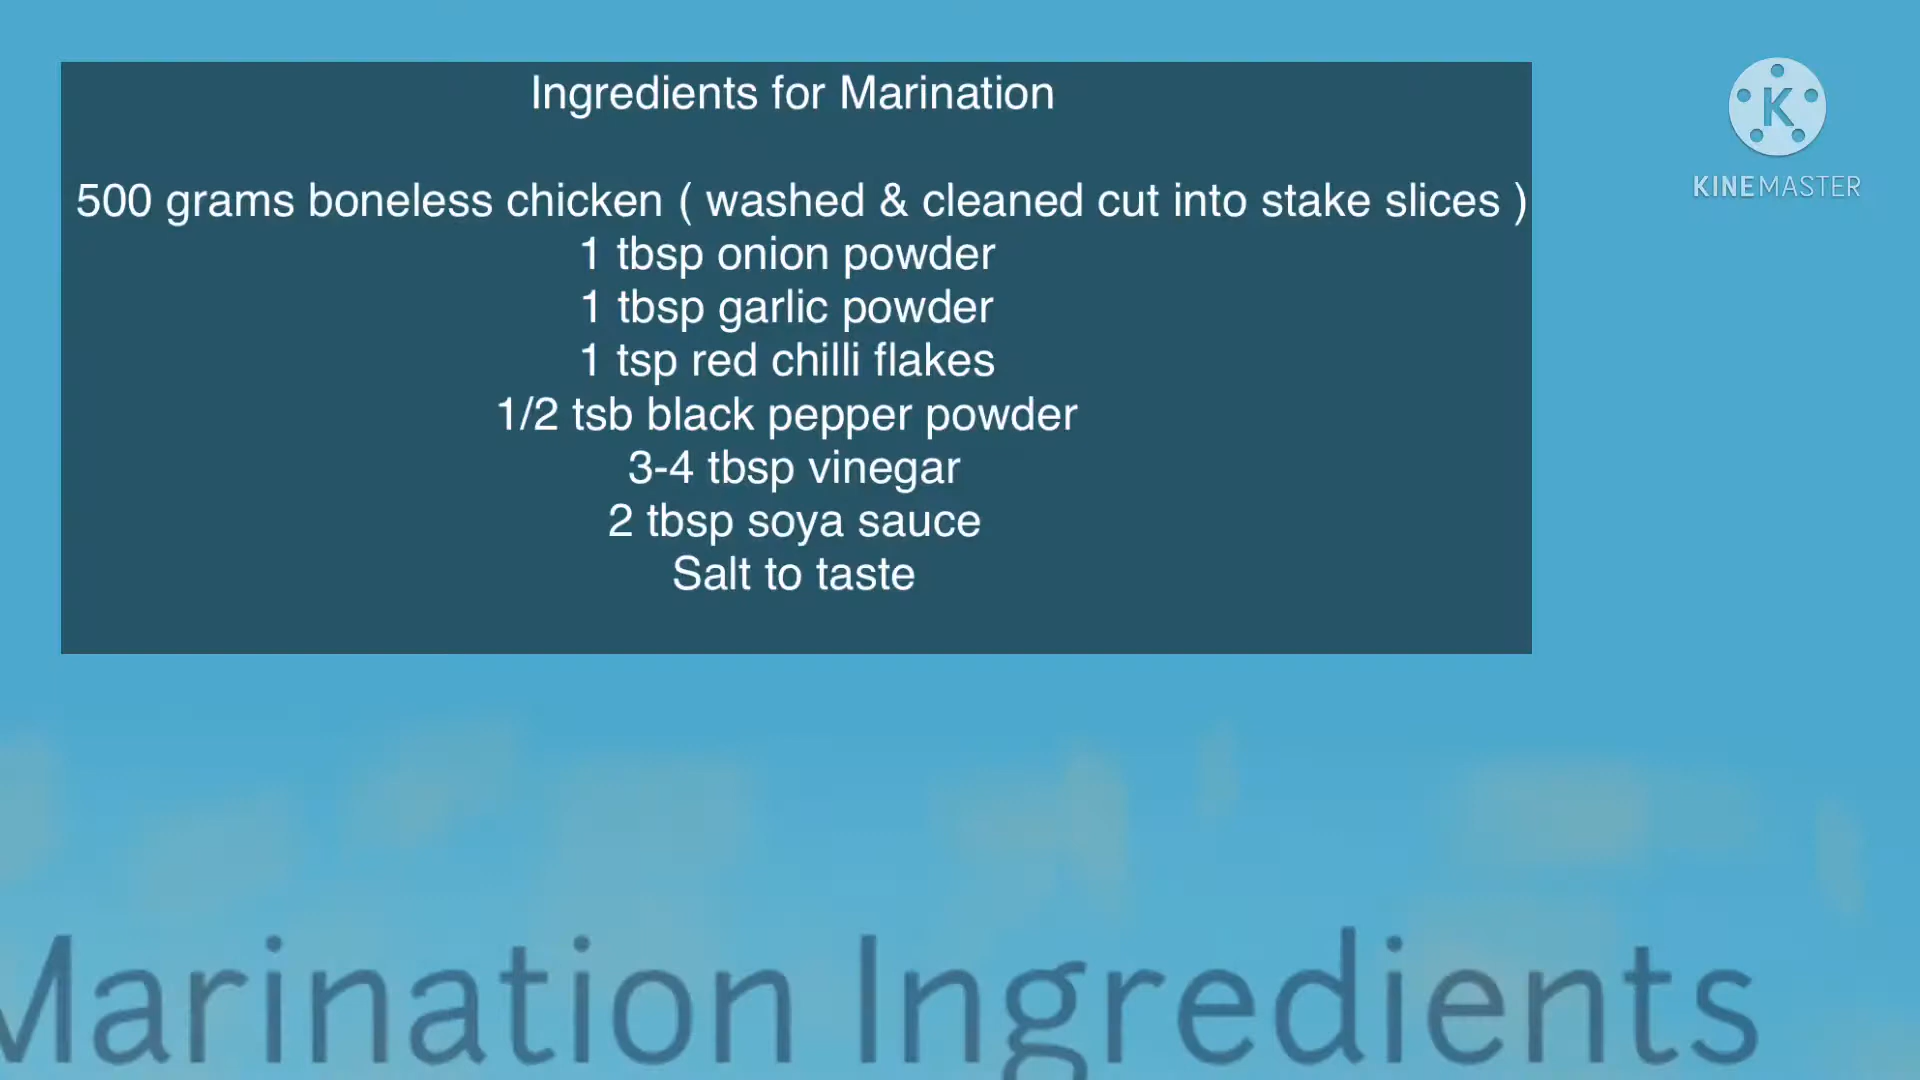 Ingredients for Marination
500 grams boneless chicken ( washed & cleaned cut into stake slices )
1 tbsp onion powder
1 tbsp garlic powder
1 tsp red chilli flakes
1/2 tsb black pepper powder
3-4 tbsp vinegar
2 tbsp soya sauce
Salt to taste
K
KINEMASTER
Marination Ingredients